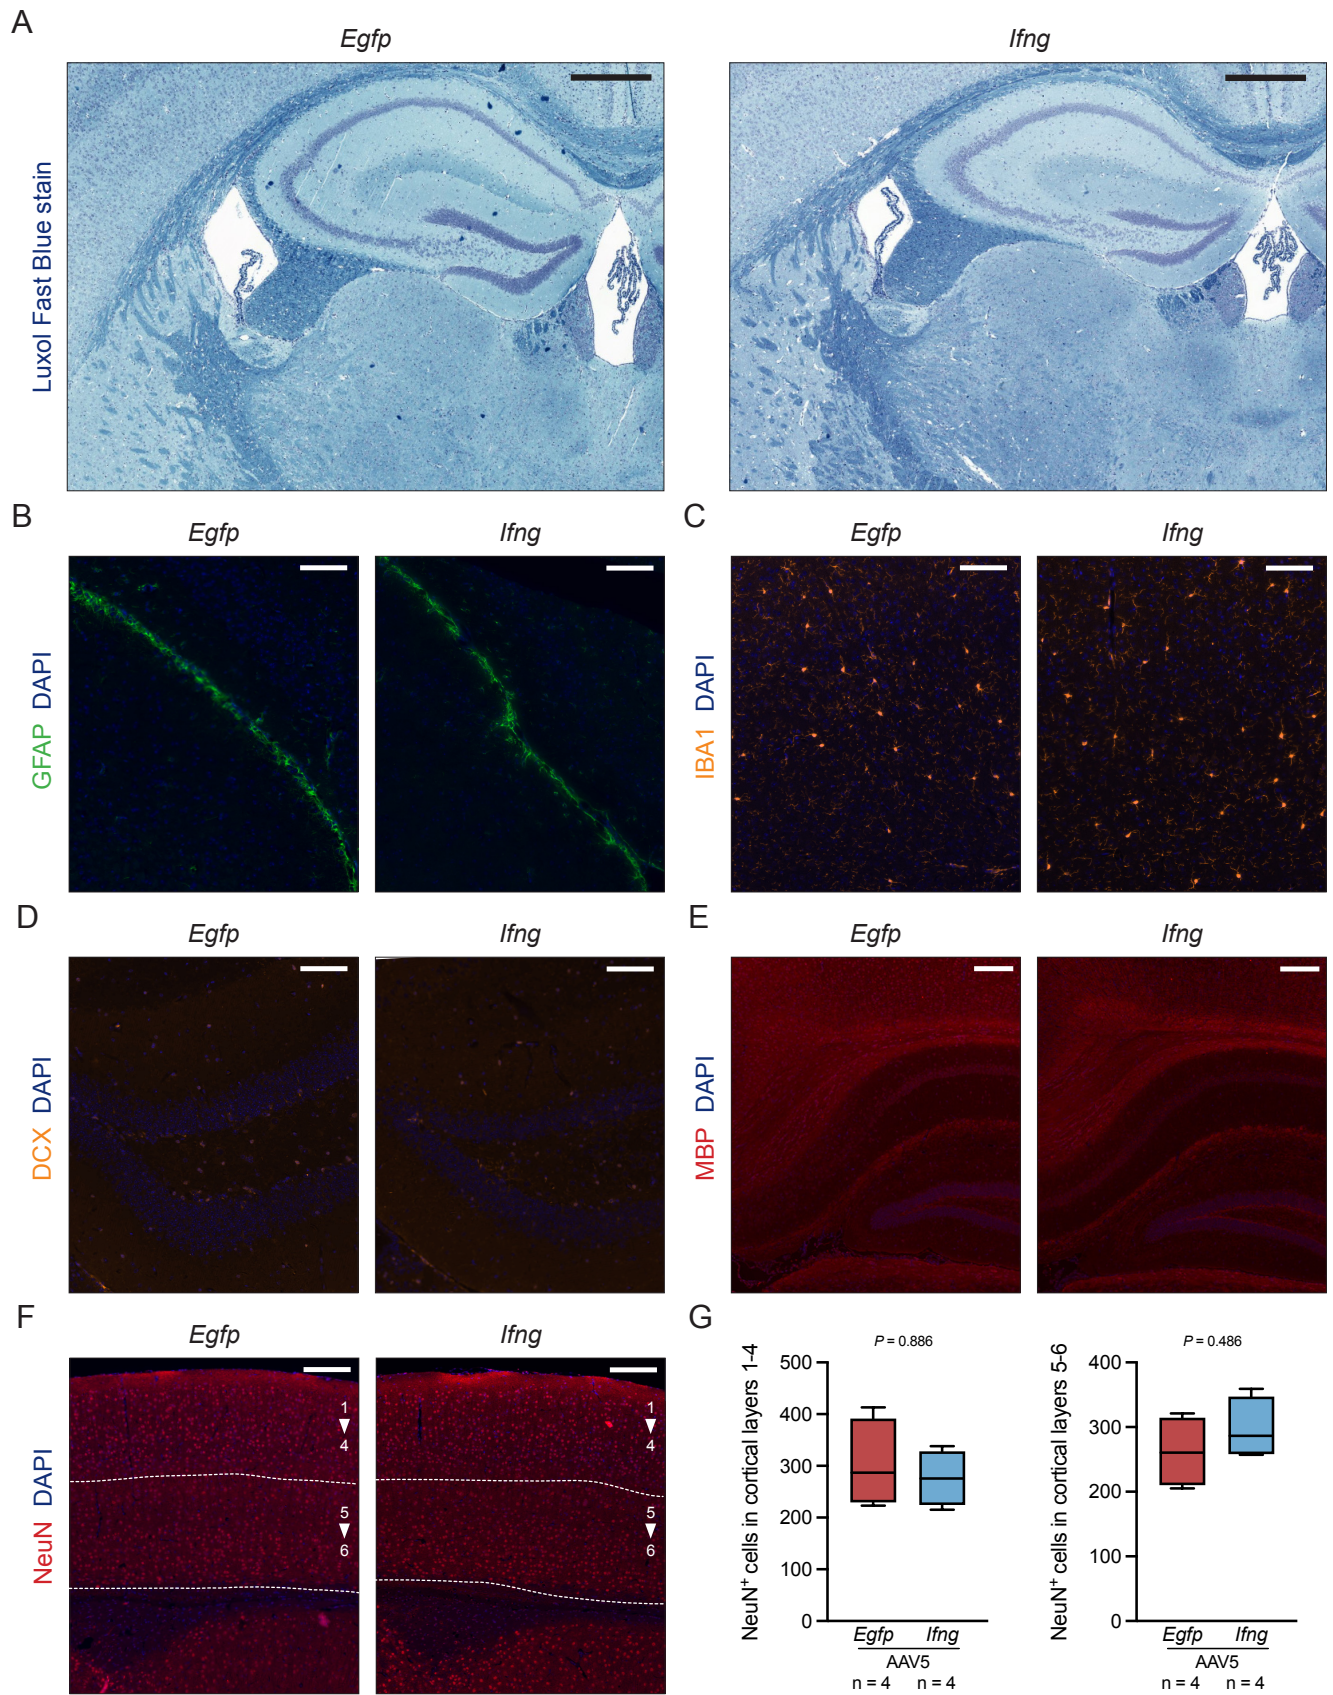 A
Egfp
Ifng
Luxol Fast Blue stain
B
Egfp
Ifng
GFAP DAPI
C
Egfp
Ifng
IBA1 DAPI
D
Egfp
Ifng
DCX DAPI
E
Egfp
Ifng
MBP DAPI
F
Egfp
Ifng
NeuN DAPI
1
4
5
6
1
4
5
6
G
P = 0.886
NeuN⁺ cells in cortical layers 1-4
500
400
300
200
100
0
Egfp Ifng
AAV5
n = 4 n = 4
P = 0.486
NeuN⁺ cells in cortical layers 5-6
400
300
200
100
0
Egfp Ifng
AAV5
n = 4 n = 4